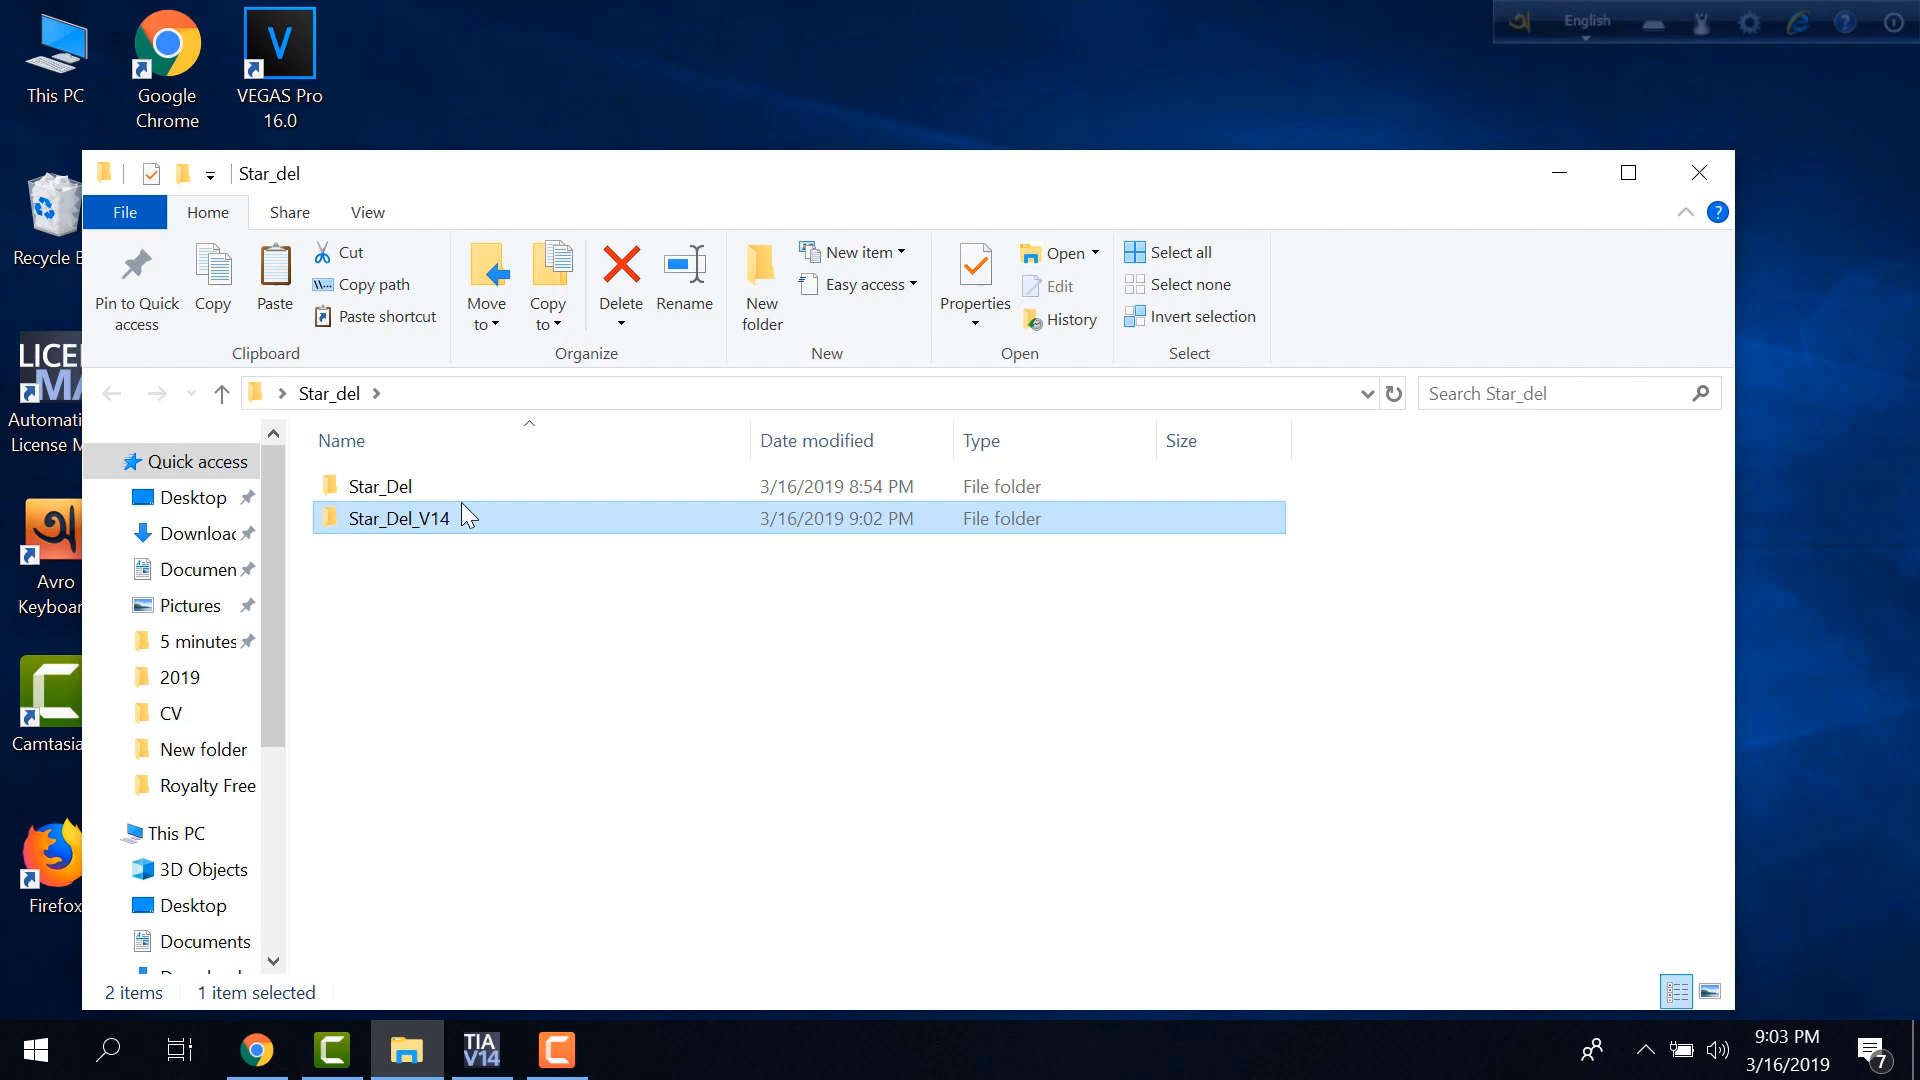 This PC
Google
Chrome
VEGAS Pro
16.0
English
Star_del
File
Home
Share
View
Pin to Quick
access
Copy
Paste
Cut
Copy path
Paste shortcut
Clipboard
Move
to
Copy
to
Delete
Rename
Organize
New
folder
New item
Easy access
New
Properties
Open
Edit
History
Open
Select all
Select none
Invert selection
Select
Star_del
Search Star_del
Name
Date modified
Type
Size
Star_Del
3/16/2019 8:54 PM
File folder
Star_Del_V14
3/16/2019 9:02 PM
File folder
Quick access
Desktop
Downloac
Documen
Pictures
5 minutes
2019
CV
New folder
Royalty Free
This PC
3D Objects
Desktop
Documents
2 items
1 item selected
Recycle B
LICE
MA
Automati
License M
Avro
Keyboar
Camtasia
Firefox
TIA
V14
9:03 PM
3/16/2019
7